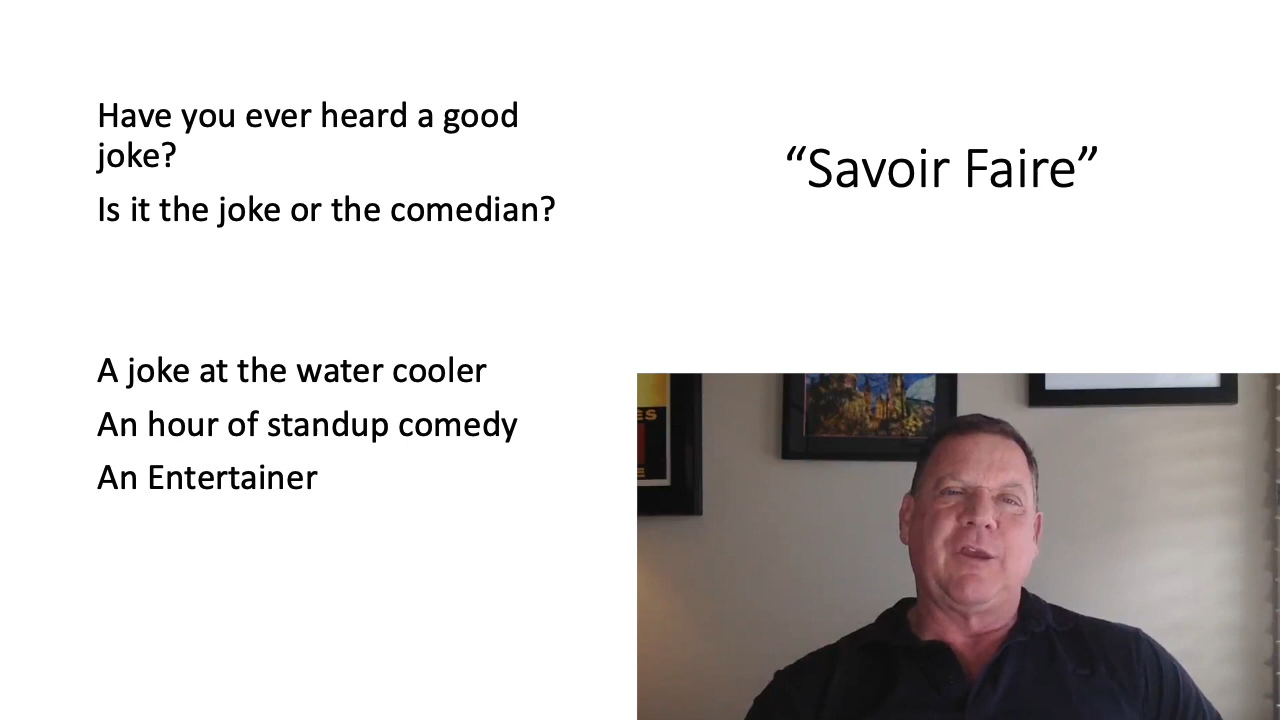 Have you ever heard a good
joke?
Is it the joke or the comedian?
A joke at the water cooler
An hour of standup comedy
An Entertainer
“Savoir Faire”
ES